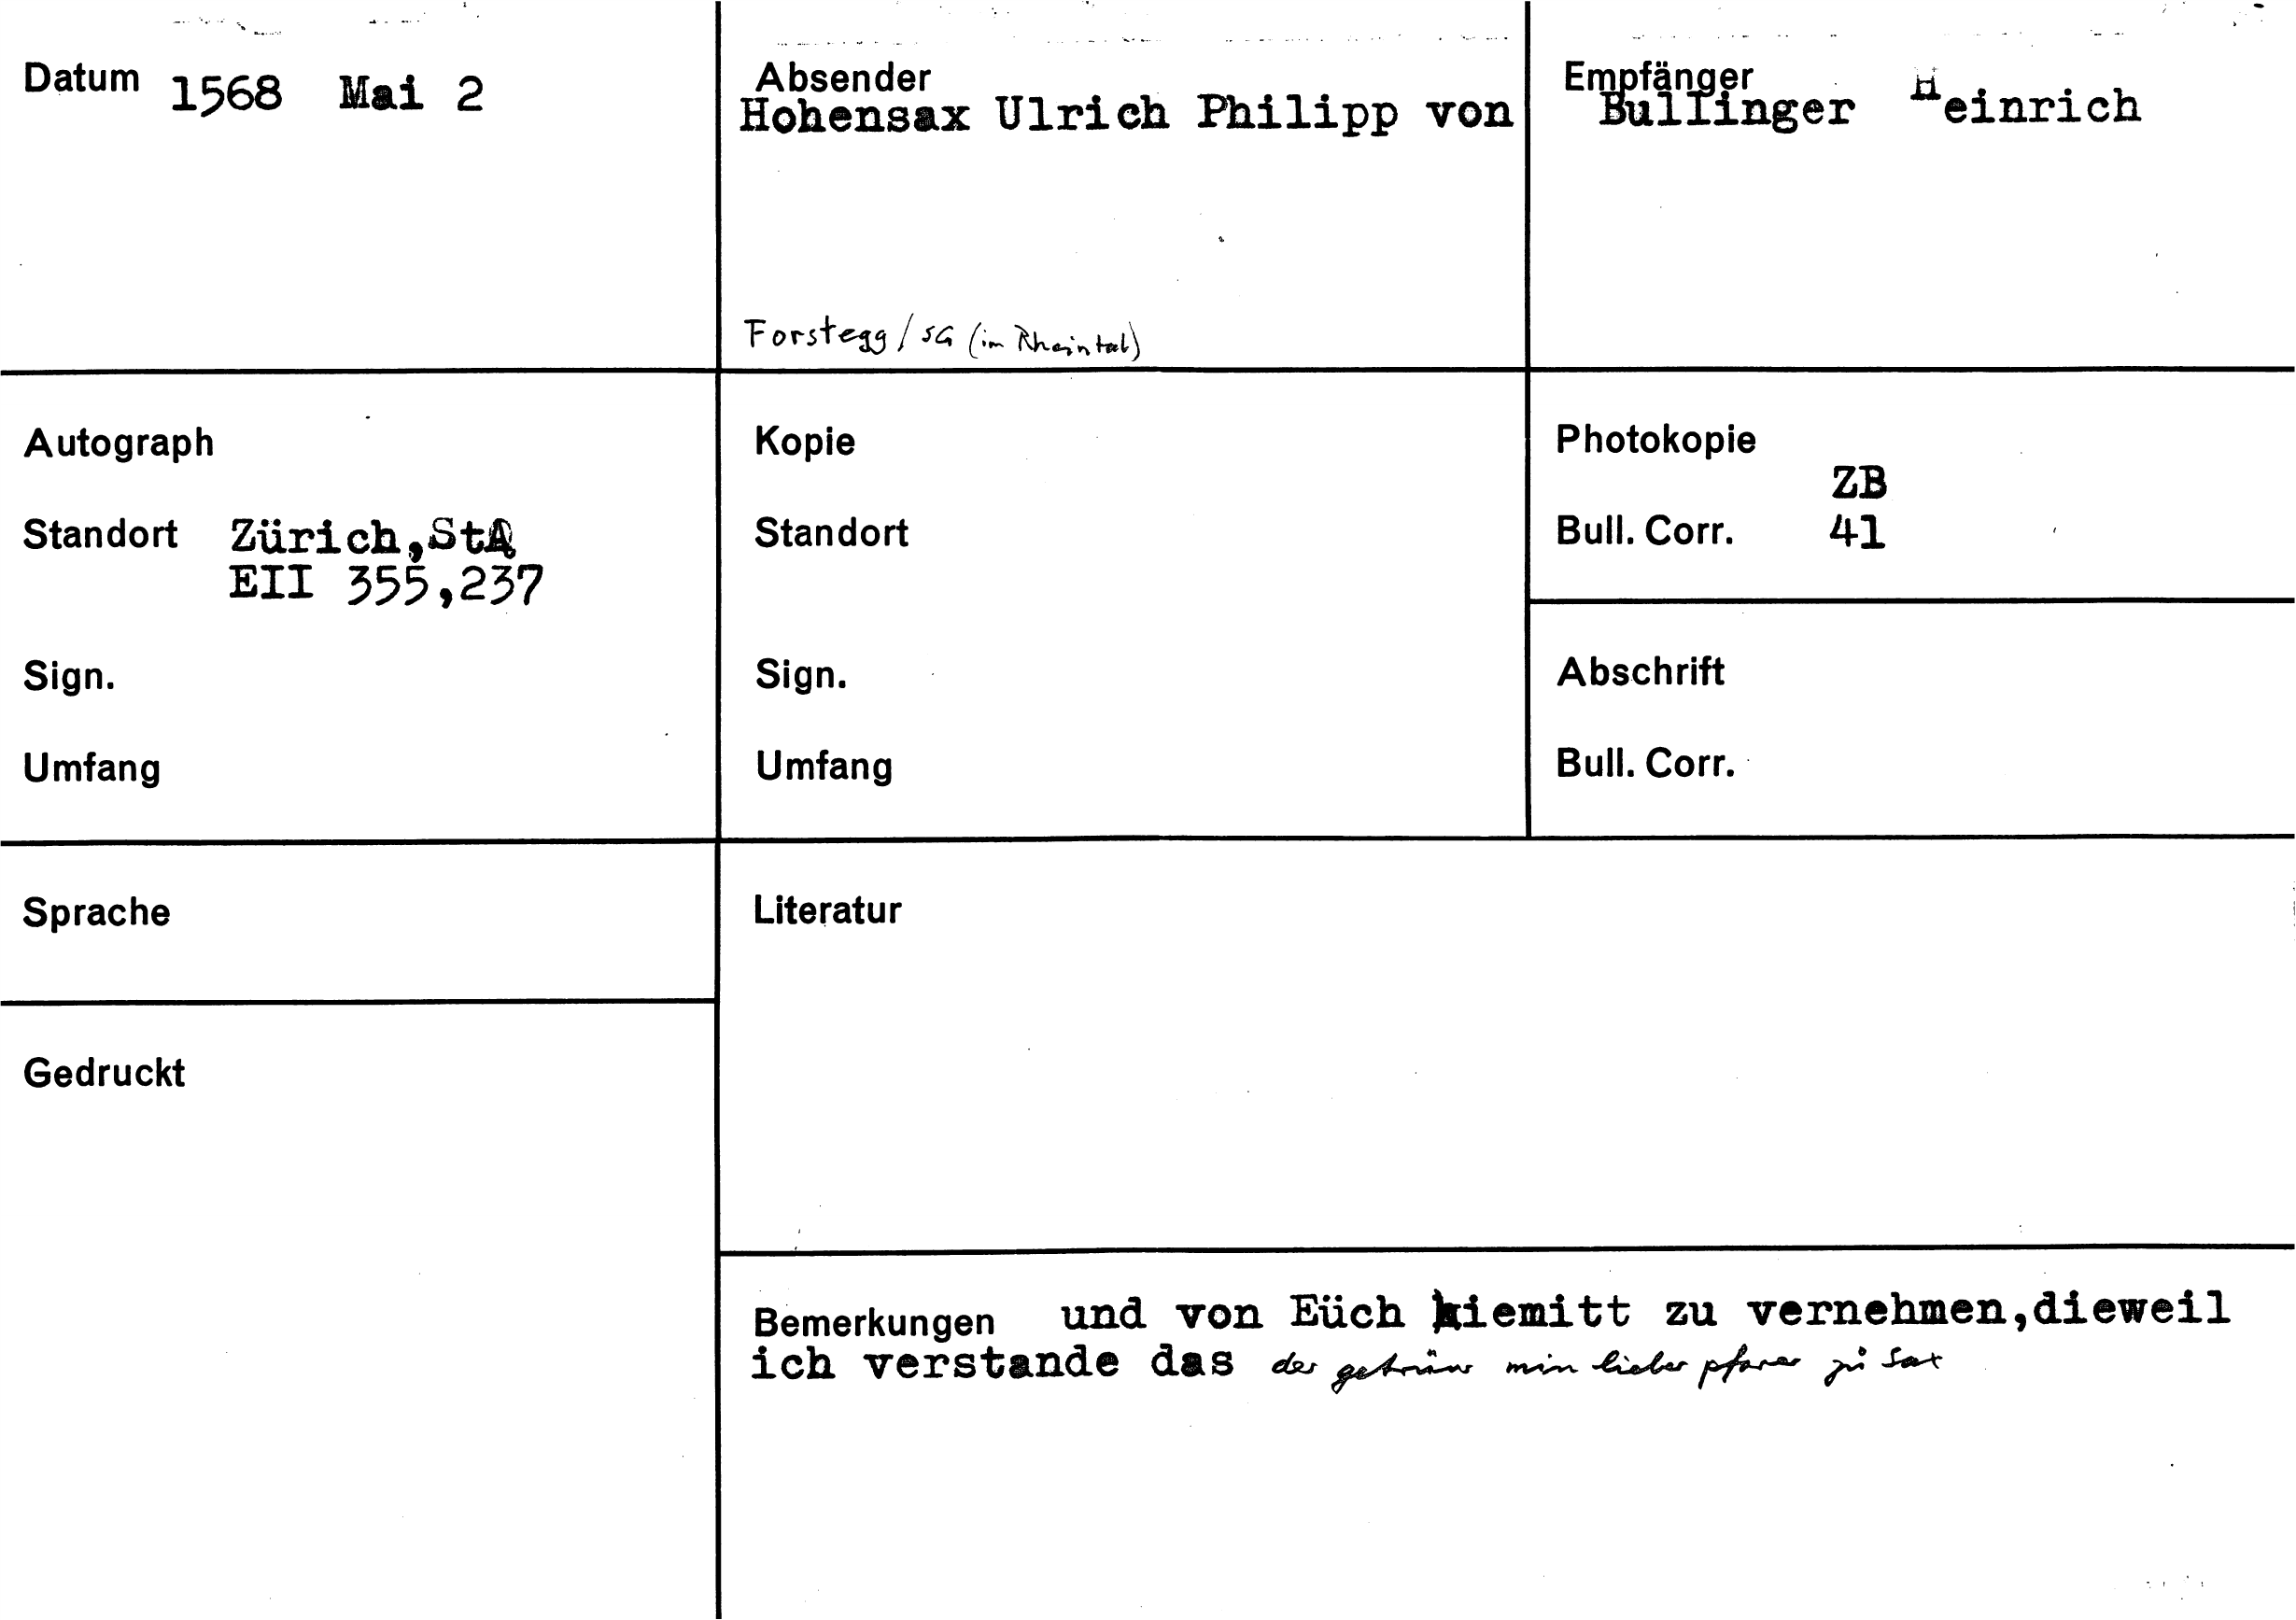 Datum 1568 Mai 2
Absender
Hohensax Ulrich Philipp von
Forstegg / SG (im Rheintal)
Empfänger
Bullinger Heinrich
Autograph
Standort Zürich,StA
EII 355,237
Sign.
Umfang
Kopie
Standort
Sign.
Umfang
Photokopie
ZB
Bull. Corr. 41
Abschrift
Bull. Corr.
Sprache
Gedruckt
Literatur
Bemerkungen und von Eüch hiemitt zu vernehmen,dieweil
ich verstande das der getrüw min lieber pfarer zů Sax